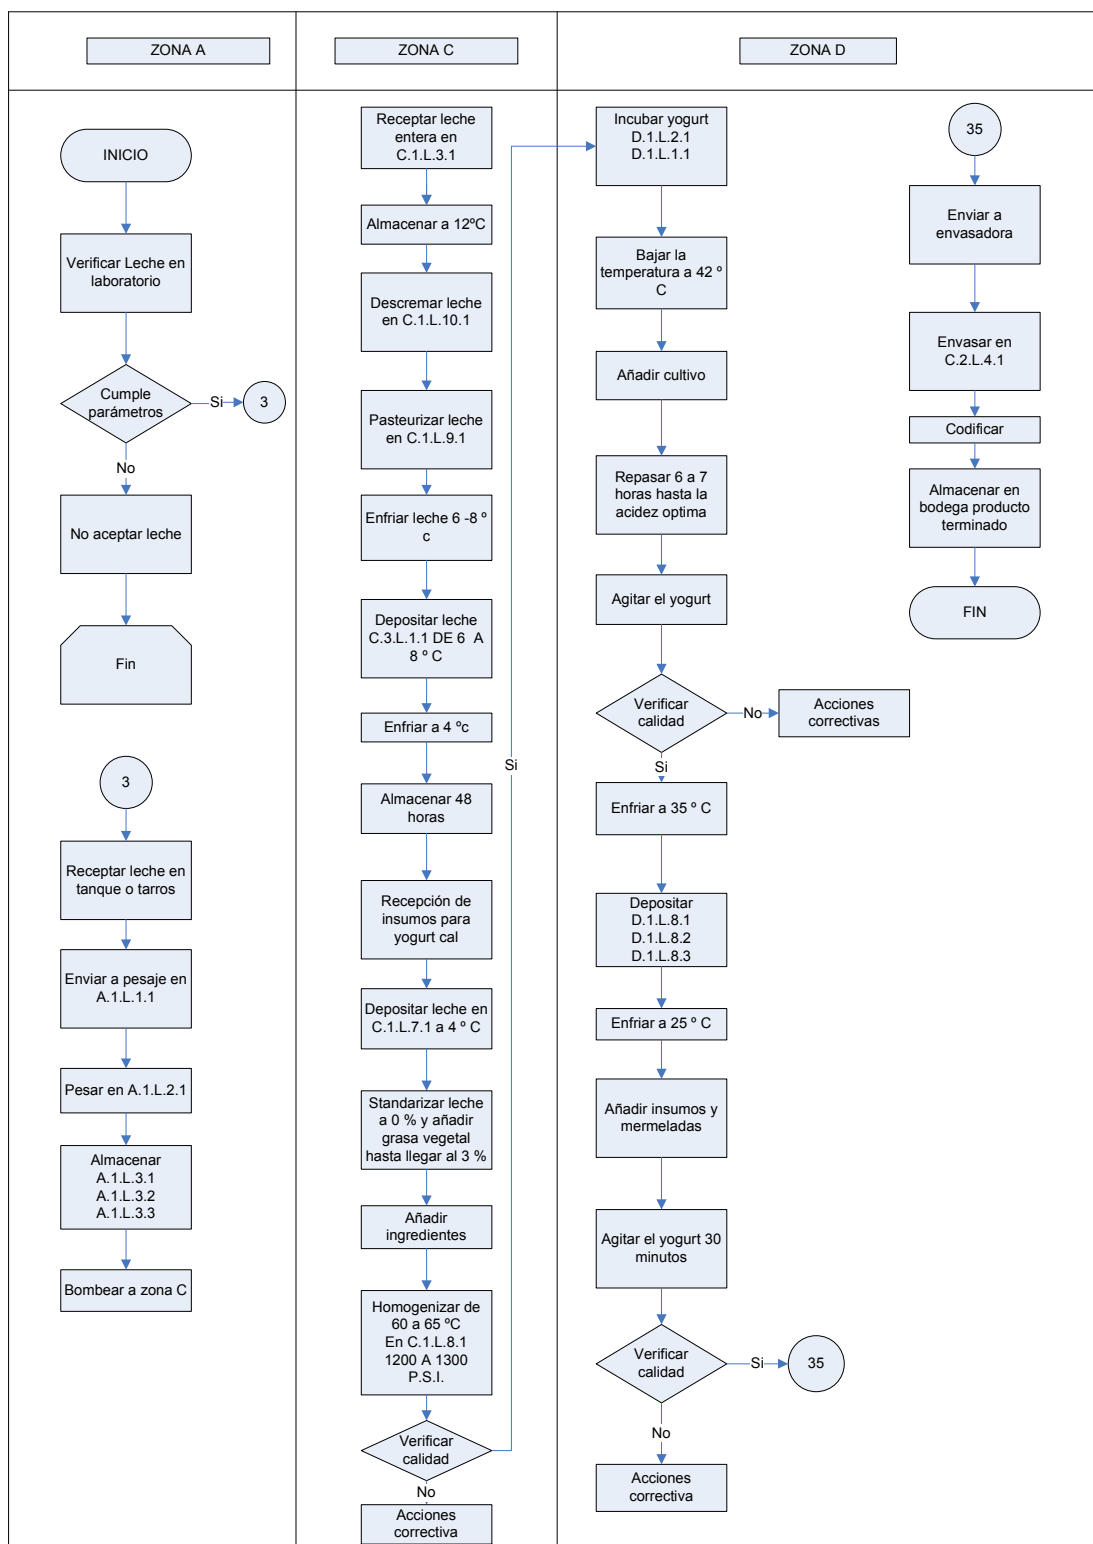 ZONA A
ZONA C
ZONA D
INICIO
Verificar Leche en
laboratorio
Cumple
parámetros
Si
3
No
No aceptar leche
Fin
3
Receptar leche en
tanque o tarros
Enviar a pesaje en
A.1.L.1.1
Pesar en A.1.L.2.1
Almacenar
A.1.L.3.1
A.1.L.3.2
A.1.L.3.3
Bombear a zona C
Receptar leche
entera en
C.1.L.3.1
Almacenar a 12ºC
Descremar leche
en C.1.L.10.1
Pasteurizar leche
en C.1.L.9.1
Enfriar leche 6 -8 º
c
Depositar leche
C.3.L.1.1 DE 6 A
8 º C
Enfriar a 4 ºc
Almacenar 48
horas
Recepción de
insumos para
yogurt cal
Depositar leche en
C.1.L.7.1 a 4 º C
Standarizar leche
a 0 % y añadir
grasa vegetal
hasta llegar al 3 %
Añadir
ingredientes
Homogenizar de
60 a 65 ºC
En C.1.L.8.1
1200 A 1300
P.S.I.
Verificar
calidad
Si
No
Acciones
correctiva
Incubar yogurt
D.1.L.2.1
D.1.L.1.1
Bajar la
temperatura a 42 º
C
Añadir cultivo
Repasar 6 a 7
horas hasta la
acidez optima
Agitar el yogurt
Verificar
calidad
No
Acciones
correctivas
Si
Enfriar a 35 º C
Depositar
D.1.L.8.1
D.1.L.8.2
D.1.L.8.3
Enfriar a 25 º C
Añadir insumos y
mermeladas
Agitar el yogurt 30
minutos
Verificar
calidad
Si
35
No
Acciones
correctiva
35
Enviar a
envasadora
Envasar en
C.2.L.4.1
Codificar
Almacenar en
bodega producto
terminado
FIN